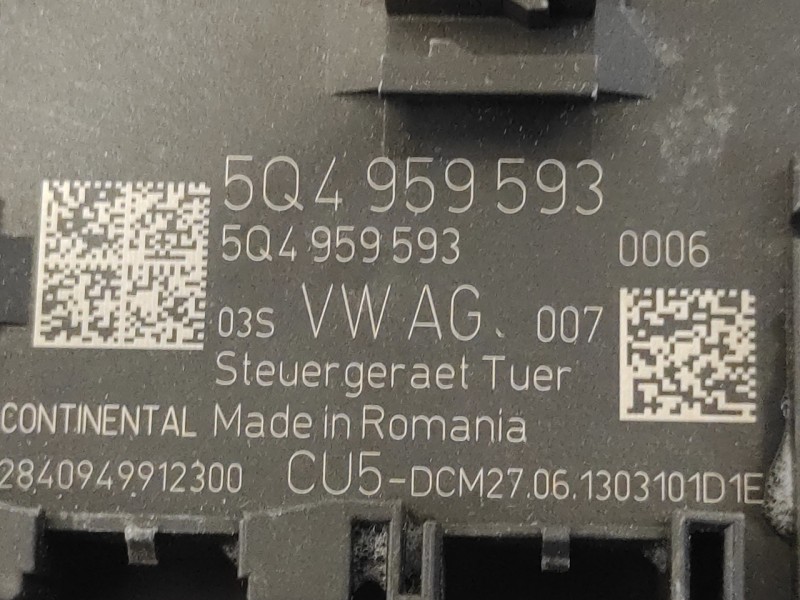 5Q4 959 593
5Q4 959 593 0006
03S VW AG. 007
Steuergeraet Tuer
CONTINENTAL Made in Romania
2840949912300 CU5-DCM27.06.1303101D1E